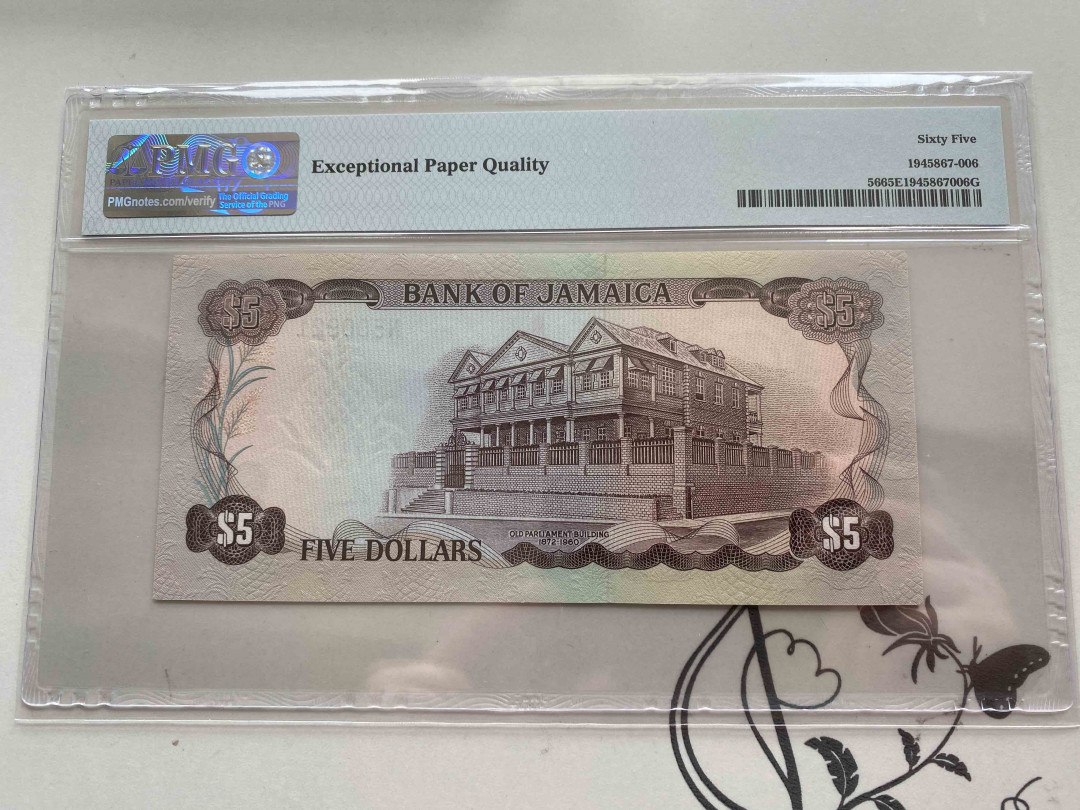 PMG
PMGnotes.com/verify
The Official Grading
Service of the PNG
Exceptional Paper Quality
Sixty Five
1945867-006
5665E1945867006G
$5
BANK OF JAMAICA
$5
$5
FIVE DOLLARS
OLD PARLIAMENT BUILDING
1872-1960
$5